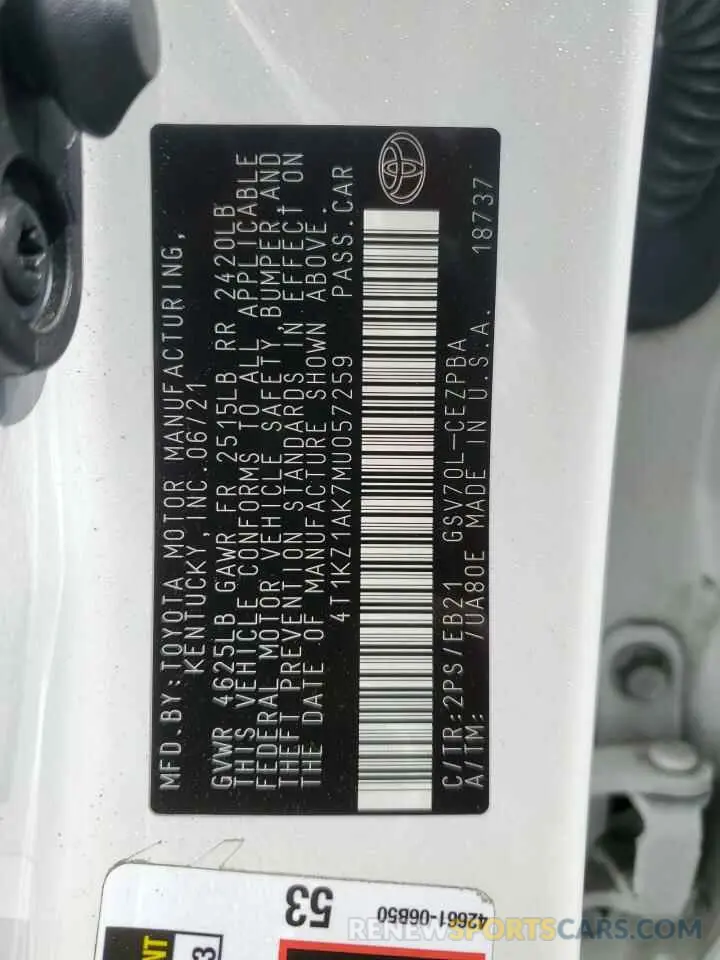 MFD.BY:TOYOTA MOTOR MANUFACTURING,
KENTUCKY,INC.06/21
GVWR 4625LB GAWR FR 2515LB RR 2420LB
THIS VEHICLE CONFORMS TO ALL APPLICABLE
FEDERAL MOTOR VEHICLE SAFETY,BUMPER,AND
THEFT PREVENTION STANDARDS IN EFFECT ON
THE DATE OF MANUFACTURE SHOWN ABOVE.
4T1KZ1AK7MU057259 PASS.CAR
C/TR:2PS/EB21 GSV70L-CEZPBA
A/TM: /UA80E MADE IN U.S.A. 18737
53
42661-06B50
3
RENEWSPORTSCARS.COM